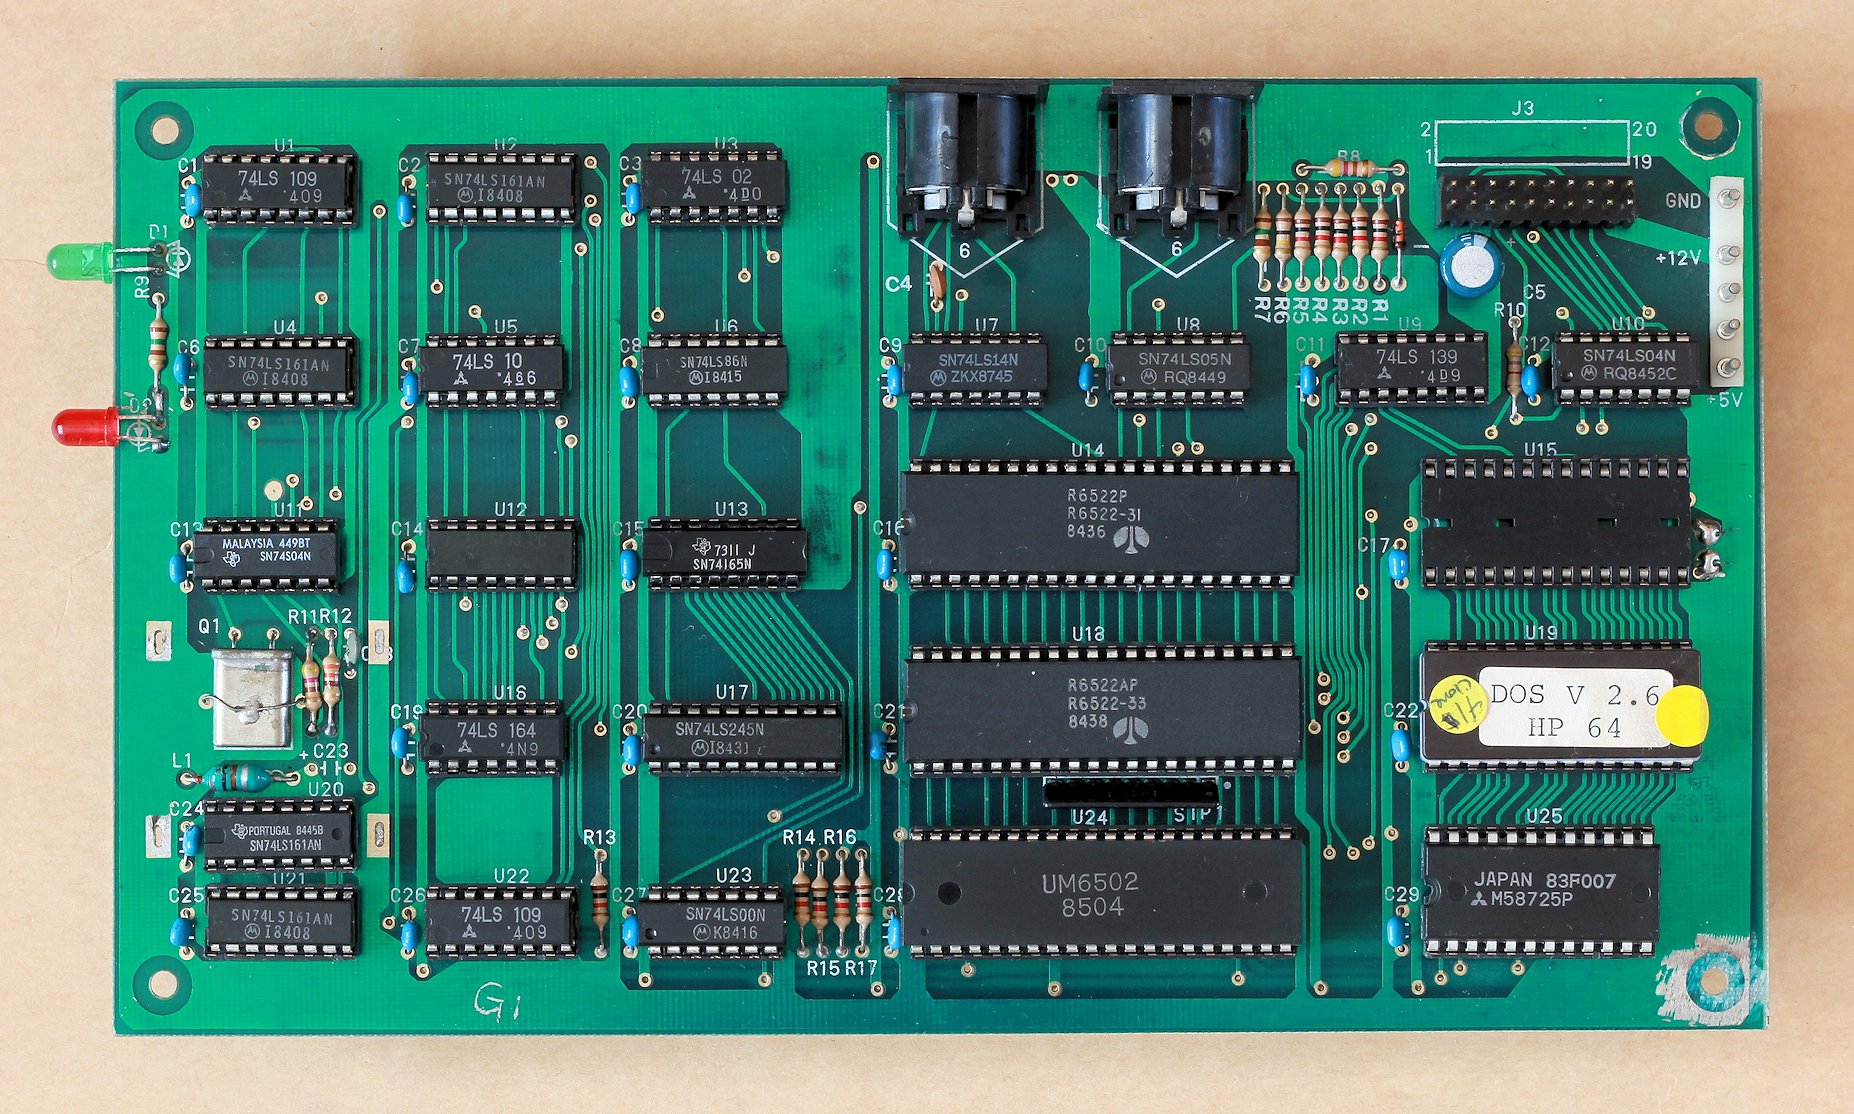 J3
2 20
1 19
GND
+12V
+5V
U1
C1
74LS 109
409
U2
C2
SN74LS161AN
I8408
U3
C3
74LS 02
'4D0
6
6
R8
C4
R7 R6 R5 R4 R3 R2 R1
C5
R10
D1
R9
D2
U4
C6
SN74LS161AN
I8408
U5
C7
74LS 10
U6
C8
SN74LS86N
I8415
U7
C9
SN74LS14N
ZKX8745
U8
C10
SN74LS05N
RQ8449
U9
C11
74LS 139
'4D9
U10
C12
SN74LS04N
RQ8452C
U11
C13
MALAYSIA 449BT
SN74S04N
U12
C14
U13
C15
7311 J
SN74165N
U14
C16
R6522P
R6522-31
8436
U15
C17
Q1
R11 R12
U16
C19
74LS 164
'4N9
U17
C20
SN74LS245N
U18
C21
R6522AP
R6522-33
8438
U19
C22
DOS V 2.6
HP 64
L1
+ C23
U20
C24
PORTUGAL 8445B
SN74LS161AN
STP1
U21
C25
SN74LS161AN
I8408
U22
C26
74LS 109
'409
R13
U23
C27
SN74LS00N
K8416
R14 R16
R15 R17
U24
C28
UM6502
8504
U25
C29
JAPAN 83F007
M58725P
G1